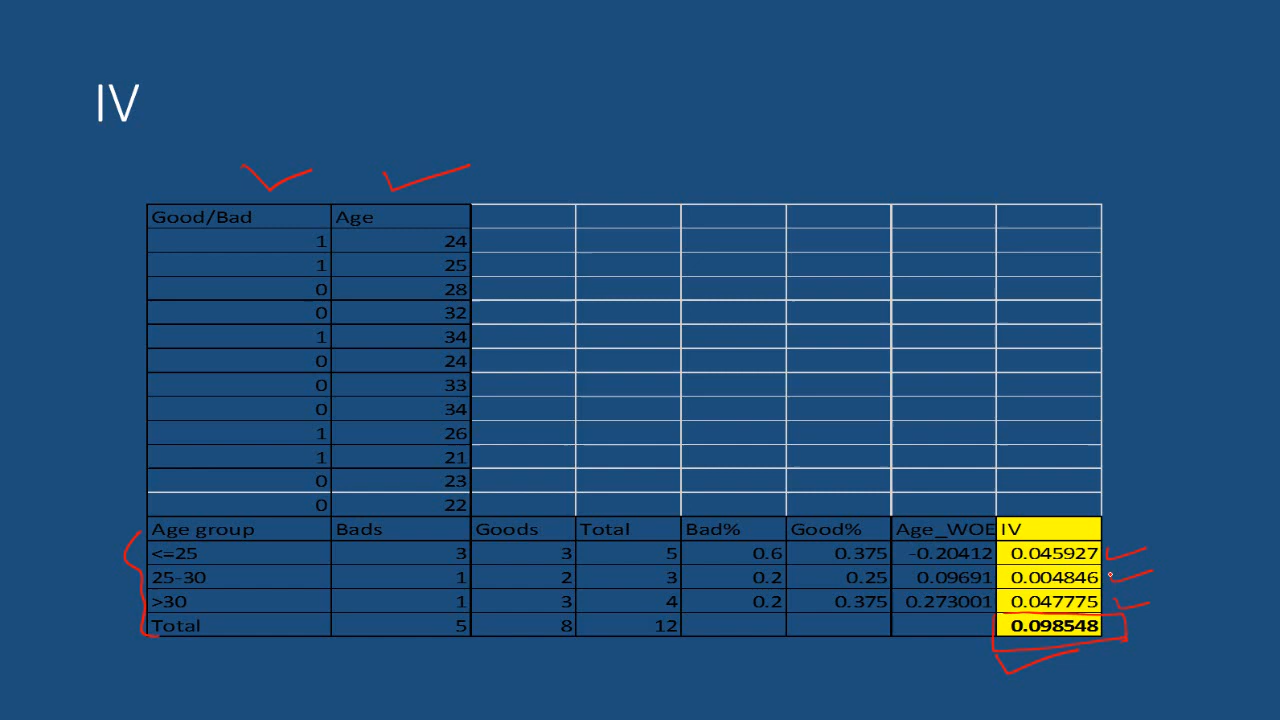 IV
Good/Bad Age
1 24
1 25
0 28
0 32
1 34
0 24
0 33
0 34
1 26
1 21
0 23
0 22
Age group Bads Goods Total Bad% Good% Age_WOE IV
<=25 3 3 5 0.6 0.375 -0.20412 0.045927
25-30 1 2 3 0.2 0.25 0.09691 0.004846
>30 1 3 4 0.2 0.375 0.273001 0.047775
Total 5 8 12 0.098548